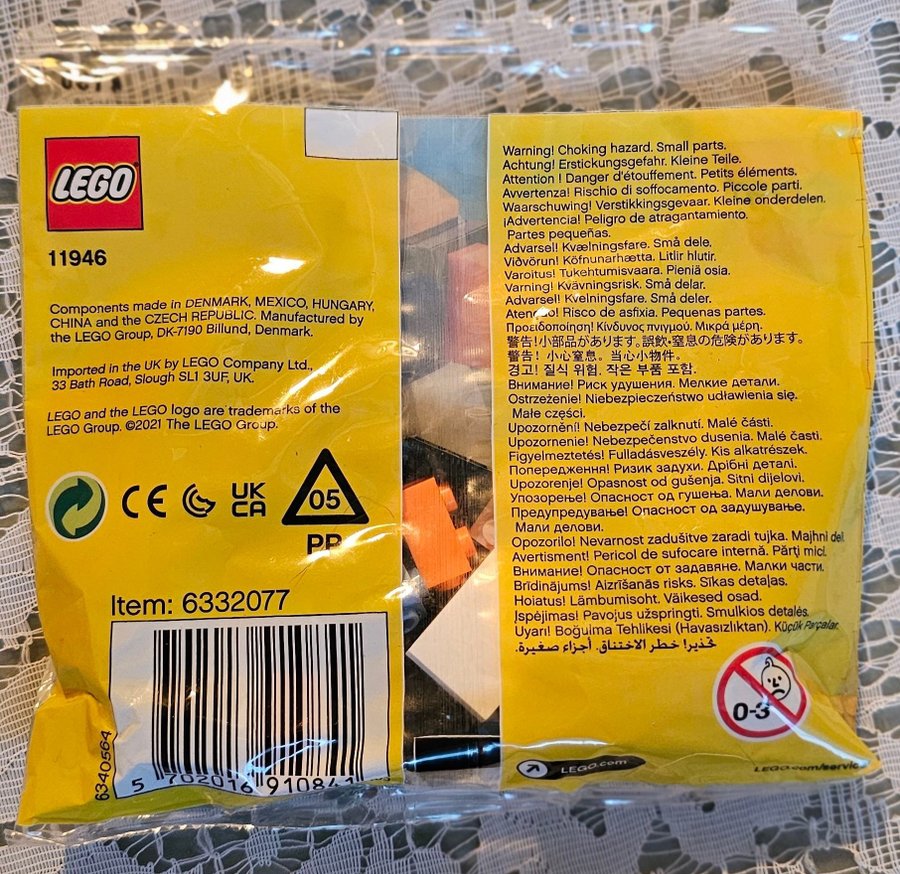 LEGO
11946
Components made in DENMARK, MEXICO, HUNGARY,
CHINA and the CZECH REPUBLIC. Manufactured by
the LEGO Group, DK-7190 Billund, Denmark.
Imported in the UK by LEGO Company Ltd.,
33 Bath Road, Slough SL1 3UF, UK.
LEGO and the LEGO logo are trademarks of the
LEGO Group. ©2021 The LEGO Group.
CE UK
CA
05
PP
Item: 6332077
6340564
5 702016 910841
Warning! Choking hazard. Small parts.
Achtung! Erstickungsgefahr. Kleine Teile.
Attention ! Danger d'étouffement. Petits éléments.
Avvertenza! Rischio di soffocamento. Piccole parti.
Waarschuwing! Verstikkingsgevaar. Kleine onderdelen.
¡Advertencia! Peligro de atragantamiento.
Partes pequeñas.
Advarsel! Kvælningsfare. Små dele.
Viðvörun! Köfnunarhætta. Litlir hlutir.
Varoitus! Tukehtumisvaara. Pieniä osia.
Varning! Kvävningsrisk. Små delar.
Advarsel! Kvelningsfare. Små deler.
Atenção! Risco de asfixia. Pequenas partes.
Προειδοποίηση! Κίνδυνος πνιγμού. Μικρά μέρη.
警告!小部品があります。誤飲・窒息の危険があります。
警告！小心窒息。当心小物件。
경고! 질식 위험. 작은 부품 포함.
Внимание! Риск удушения. Мелкие детали.
Ostrzeżenie! Niebezpieczeństwo udławienia się.
Małe części.
Upozornění! Nebezpečí zalknutí. Malé části.
Upozornenie! Nebezpečenstvo dusenia. Malé časti.
Figyelmeztetés! Fulladásveszély. Kis alkatrészek.
Попередження! Ризик задухи. Дрібні деталі.
Upozorenje! Opasnost od gušenja. Sitni dijelovi.
Упозорење! Опасност од гушења. Мали делови.
Предупредување! Опасност од задушување.
Мали делови.
Opozorilo! Nevarnost zadušitve zaradi tujka. Majhni del
Avertisment! Pericol de sufocare internă. Părţi mici.
Внимание! Опасност от задавяне. Малки части.
Brīdinājums! Aizrīšanās risks. Sīkas detaļas.
Hoiatus! Lämbumisoht. Väikesed osad.
Įspėjimas! Pavojus užspringti. Smulkios detalės.
Uyarı! Boğulma Tehlikesi (Havasızlıktan). Küçük Parçalar.
تحذير! خطر الاختناق. أجزاء صغيرة.
0-3
LEGO.com
LEGO.com/service